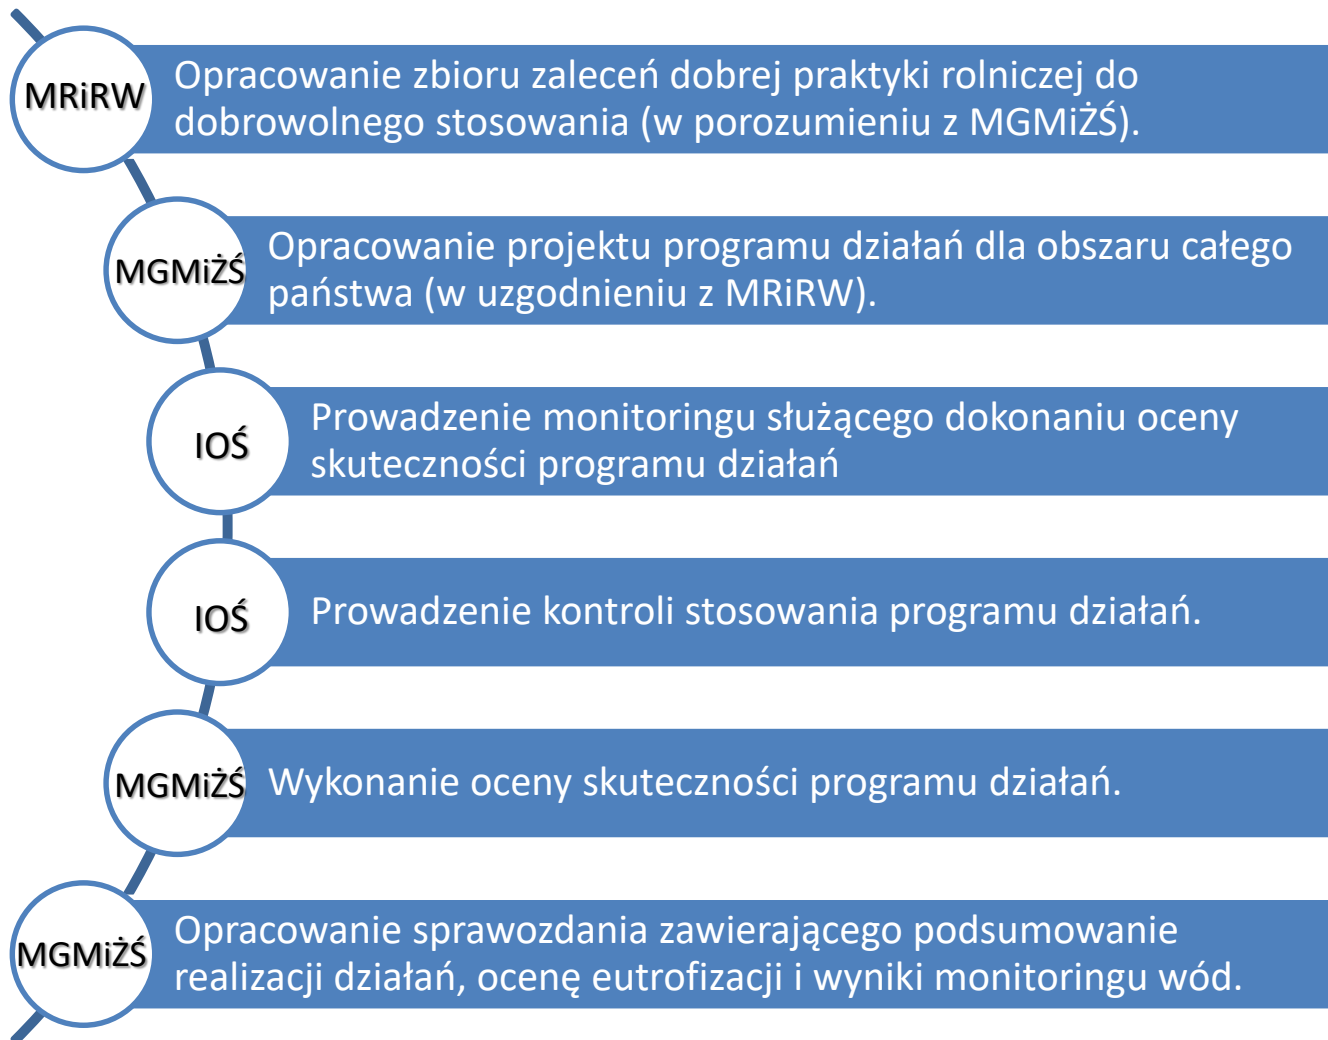 MRiRW
Opracowanie zbioru zaleceń dobrej praktyki rolniczej do
dobrowolnego stosowania (w porozumieniu z MGMiŻŚ).
MGMiŻŚ
Opracowanie projektu programu działań dla obszaru całego
państwa (w uzgodnieniu z MRiRW).
IOŚ
Prowadzenie monitoringu służącego dokonaniu oceny
skuteczności programu działań
IOŚ
Prowadzenie kontroli stosowania programu działań.
MGMiŻŚ
Wykonanie oceny skuteczności programu działań.
MGMiŻŚ
Opracowanie sprawozdania zawierającego podsumowanie
realizacji działań, ocenę eutrofizacji i wyniki monitoringu wód.